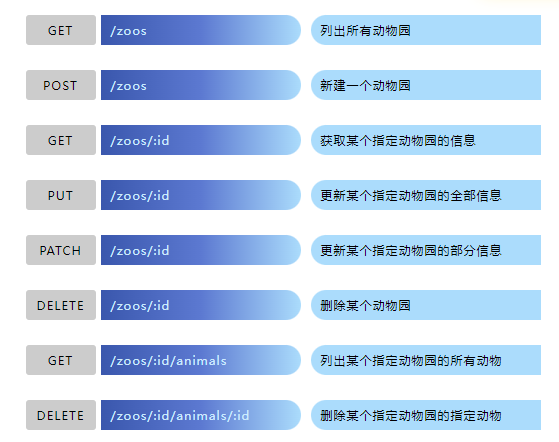 GET /zoos 列出所有动物园
POST /zoos 新建一个动物园
GET /zoos/:id 获取某个指定动物园的信息
PUT /zoos/:id 更新某个指定动物园的全部信息
PATCH /zoos/:id 更新某个指定动物园的部分信息
DELETE /zoos/:id 删除某个动物园
GET /zoos/:id/animals 列出某个指定动物园的所有动物
DELETE /zoos/:id/animals/:id 删除某个指定动物园的指定动物